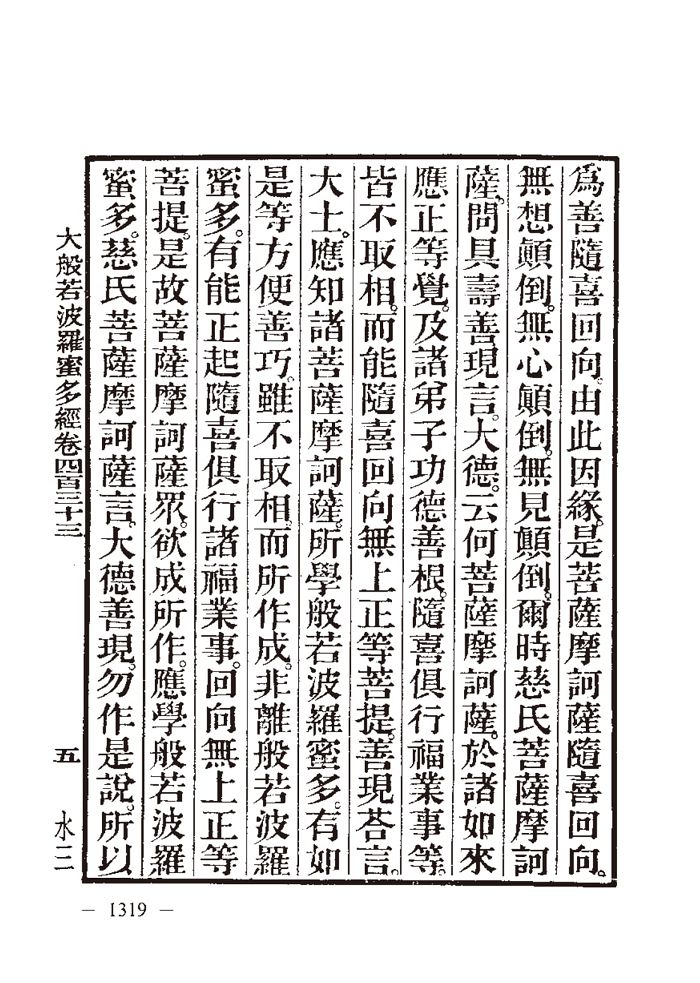 為善隨喜回向。由此因緣。是菩薩摩訶薩隨喜回向。
無想顛倒。無心顛倒。無見顛倒。爾時慈氏菩薩摩訶
薩。問具壽善現言。大德。云何菩薩摩訶薩。於諸如來
應正等覺。及諸弟子功德善根。隨喜俱行福業事等。
皆不取相。而能隨喜回向無上正等菩提。善現荅言。
大士。應知諸菩薩摩訶薩。所學般若波羅蜜多。有如
是等方便善巧。雖不取相。而所作成。非離般若波羅
蜜多。有能正起隨喜俱行諸福業事。回向無上正等
菩提。是故菩薩摩訶薩眾。欲成所作。應學般若波羅
蜜多。慈氏菩薩摩訶薩言。大德善現。勿作是說。所以
大般若波羅蜜多經卷四百三十三 五 水三
— 1319 —